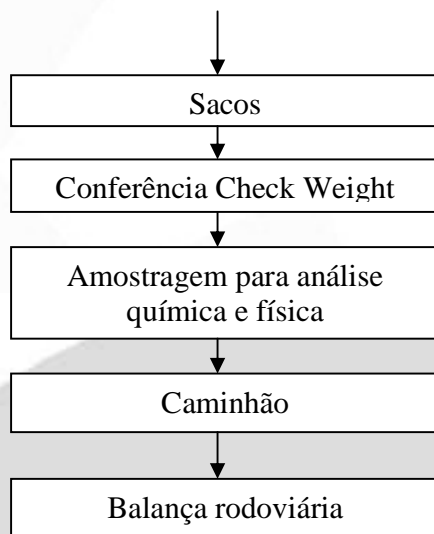 Sacos
Conferência Check Weight
Amostragem para análise
química e física
Caminhão
Balança rodoviária